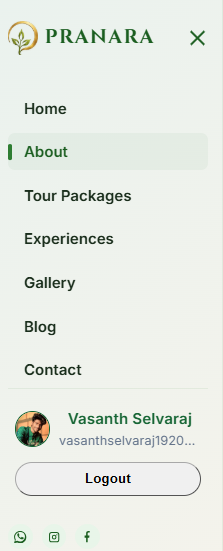 PRANARA
Home
About
Tour Packages
Experiences
Gallery
Blog
Contact
Vasanth Selvaraj
vasanthselvaraj1920...
Logout